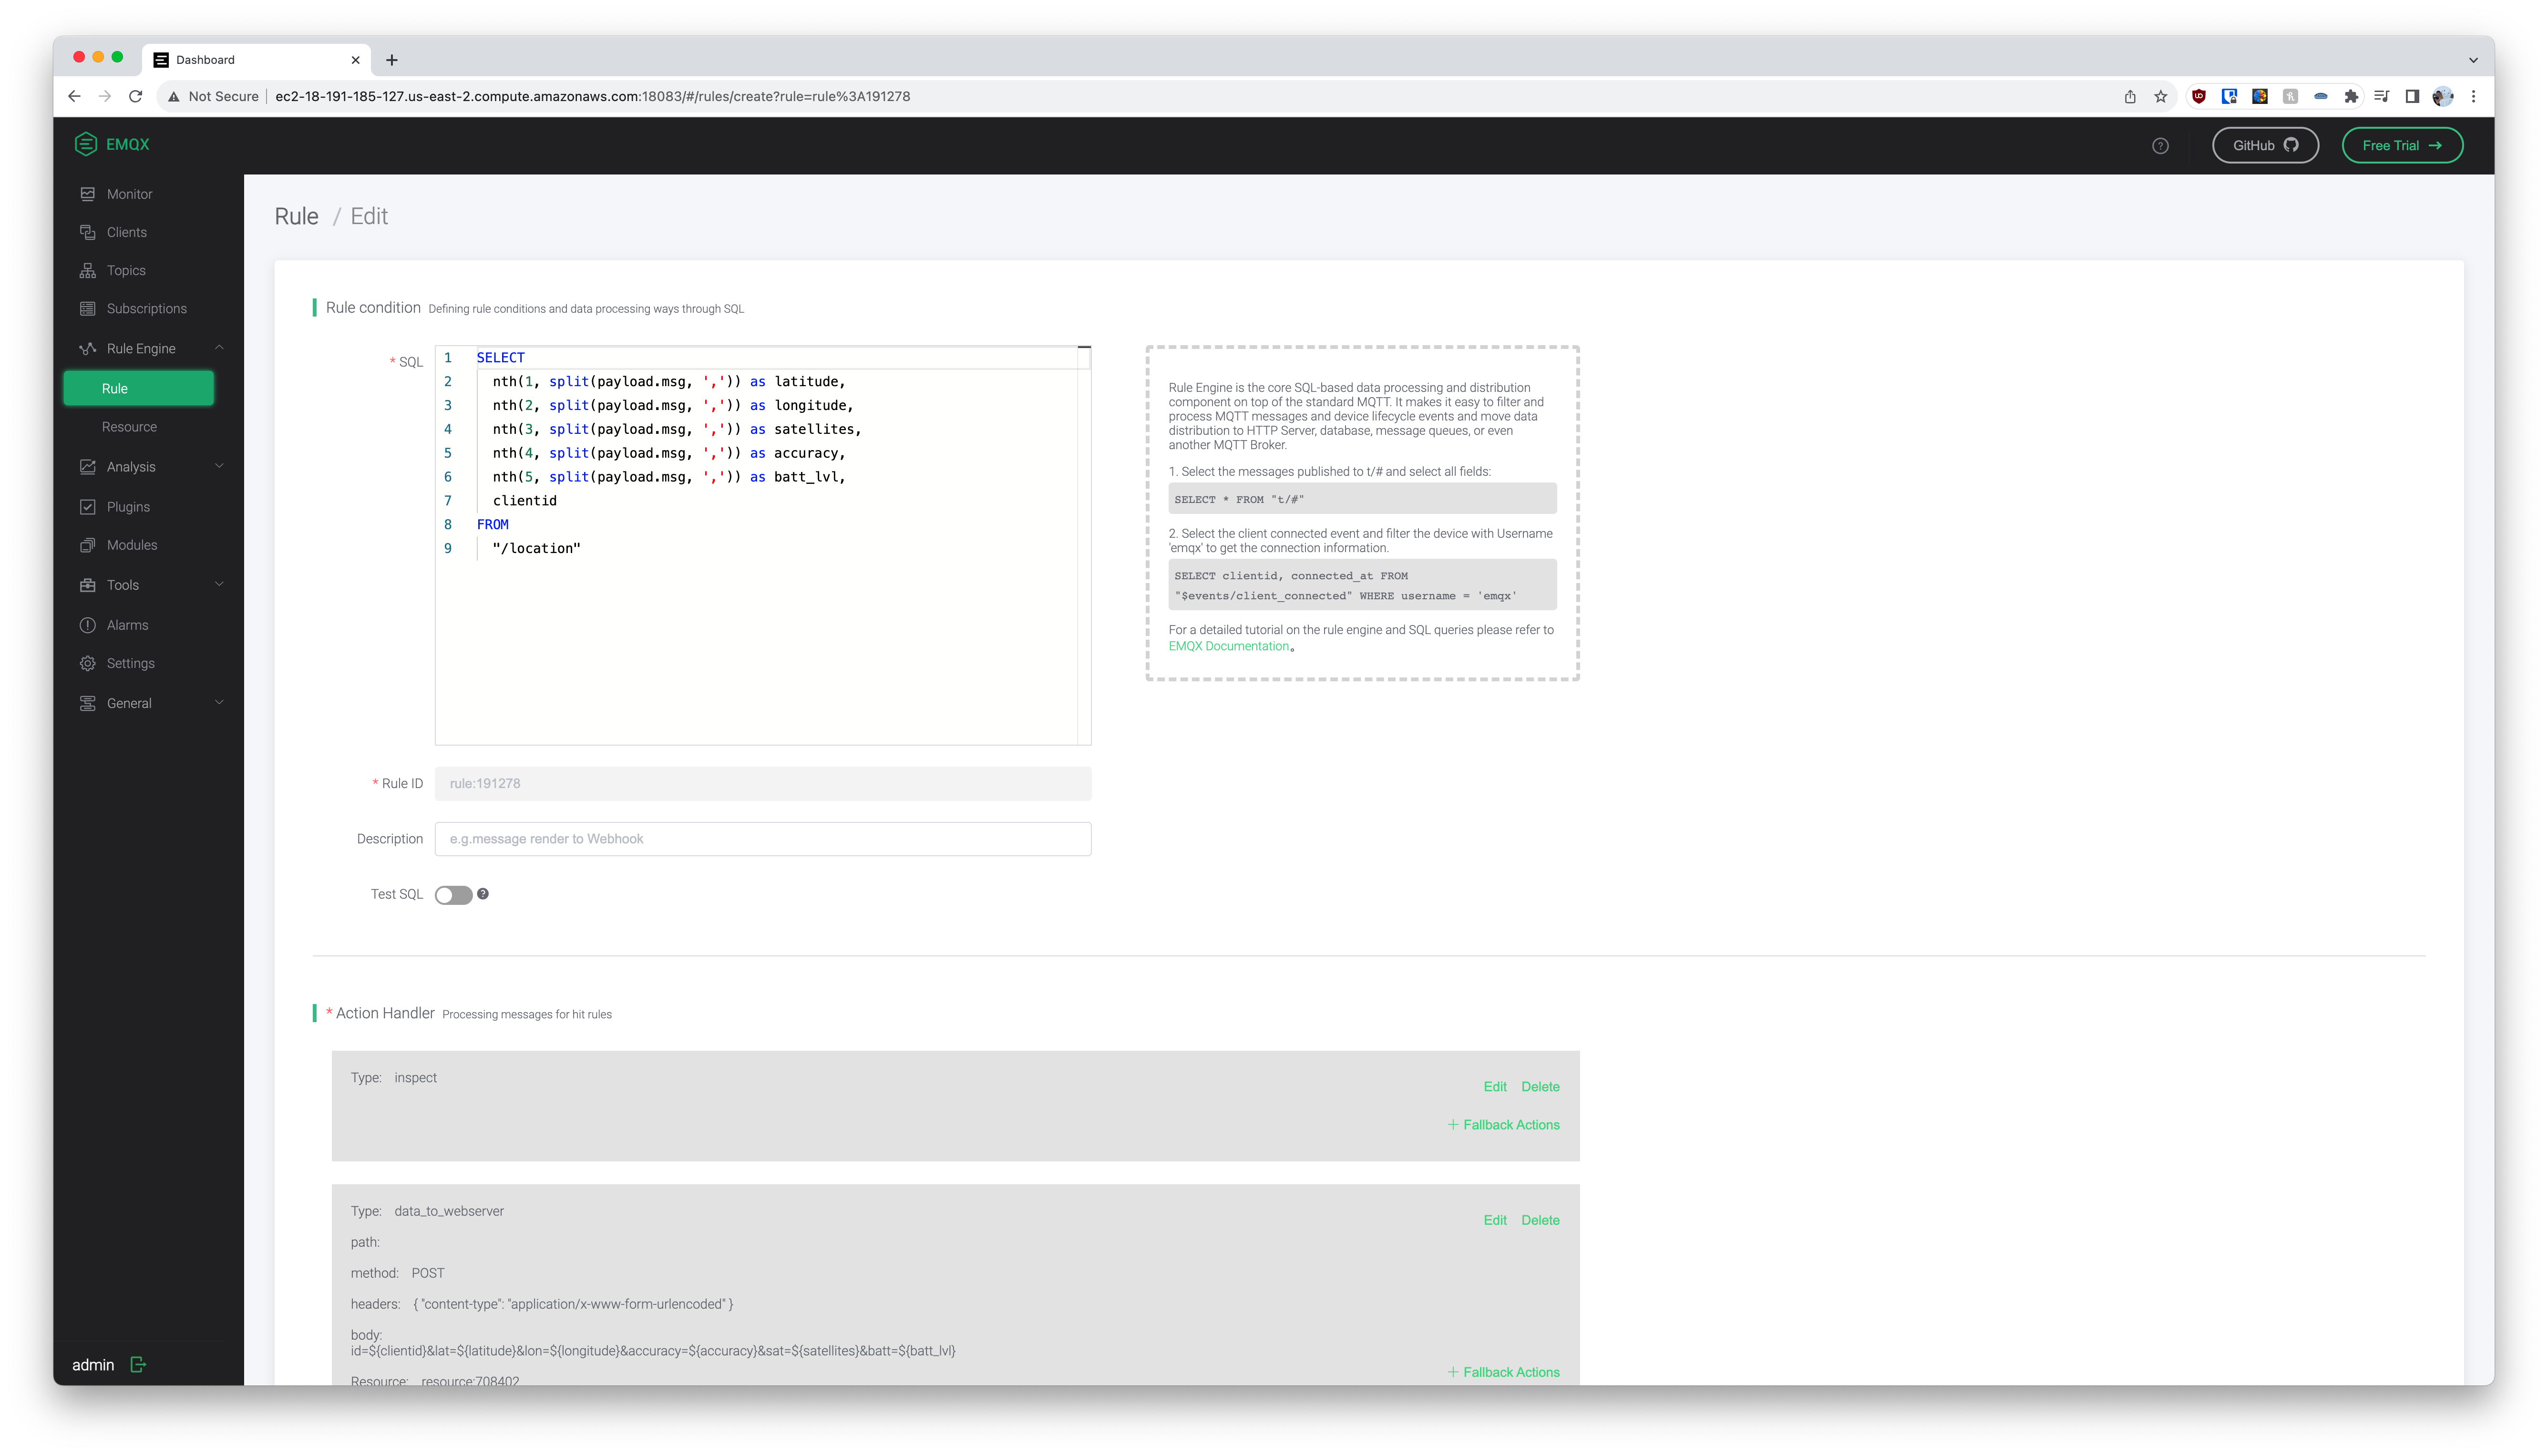 Dashboard
Not Secure
ec2-18-191-185-127.us-east-2.compute.amazonaws.com:18083/#/rules/create?rule=rule%3A191278
EMQX
GitHub
Free Trial →
Monitor
Clients
Topics
Subscriptions
Rule Engine
Rule
Resource
Analysis
Plugins
Modules
Tools
Alarms
Settings
General
admin
Rule / Edit
Rule condition Defining rule conditions and data processing ways through SQL
* SQL
1 SELECT
2 nth(1, split(payload.msg, ',')) as latitude,
3 nth(2, split(payload.msg, ',')) as longitude,
4 nth(3, split(payload.msg, ',')) as satellites,
5 nth(4, split(payload.msg, ',')) as accuracy,
6 nth(5, split(payload.msg, ',')) as batt_lvl,
7 clientid
8 FROM
9 "/location"
Rule Engine is the core SQL-based data processing and distribution
component on top of the standard MQTT. It makes it easy to filter and
process MQTT messages and device lifecycle events and move data
distribution to HTTP Server, database, message queues, or even
another MQTT Broker.
1. Select the messages published to t/# and select all fields:
SELECT * FROM "t/#"
2. Select the client connected event and filter the device with Username
'emqx' to get the connection information.
SELECT clientid, connected_at FROM
"$events/client_connected" WHERE username = 'emqx'
For a detailed tutorial on the rule engine and SQL queries please refer to
EMQX Documentation。
* Rule ID rule:191278
Description e.g.message render to Webhook
Test SQL
* Action Handler Processing messages for hit rules
Type: inspect
Edit Delete
+ Fallback Actions
Type: data_to_webserver
Edit Delete
path:
method: POST
headers: { "content-type": "application/x-www-form-urlencoded" }
body:
id=${clientid}&lat=${latitude}&lon=${longitude}&accuracy=${accuracy}&sat=${satellites}&batt=${batt_lvl}
+ Fallback Actions
Resource: resource:708402